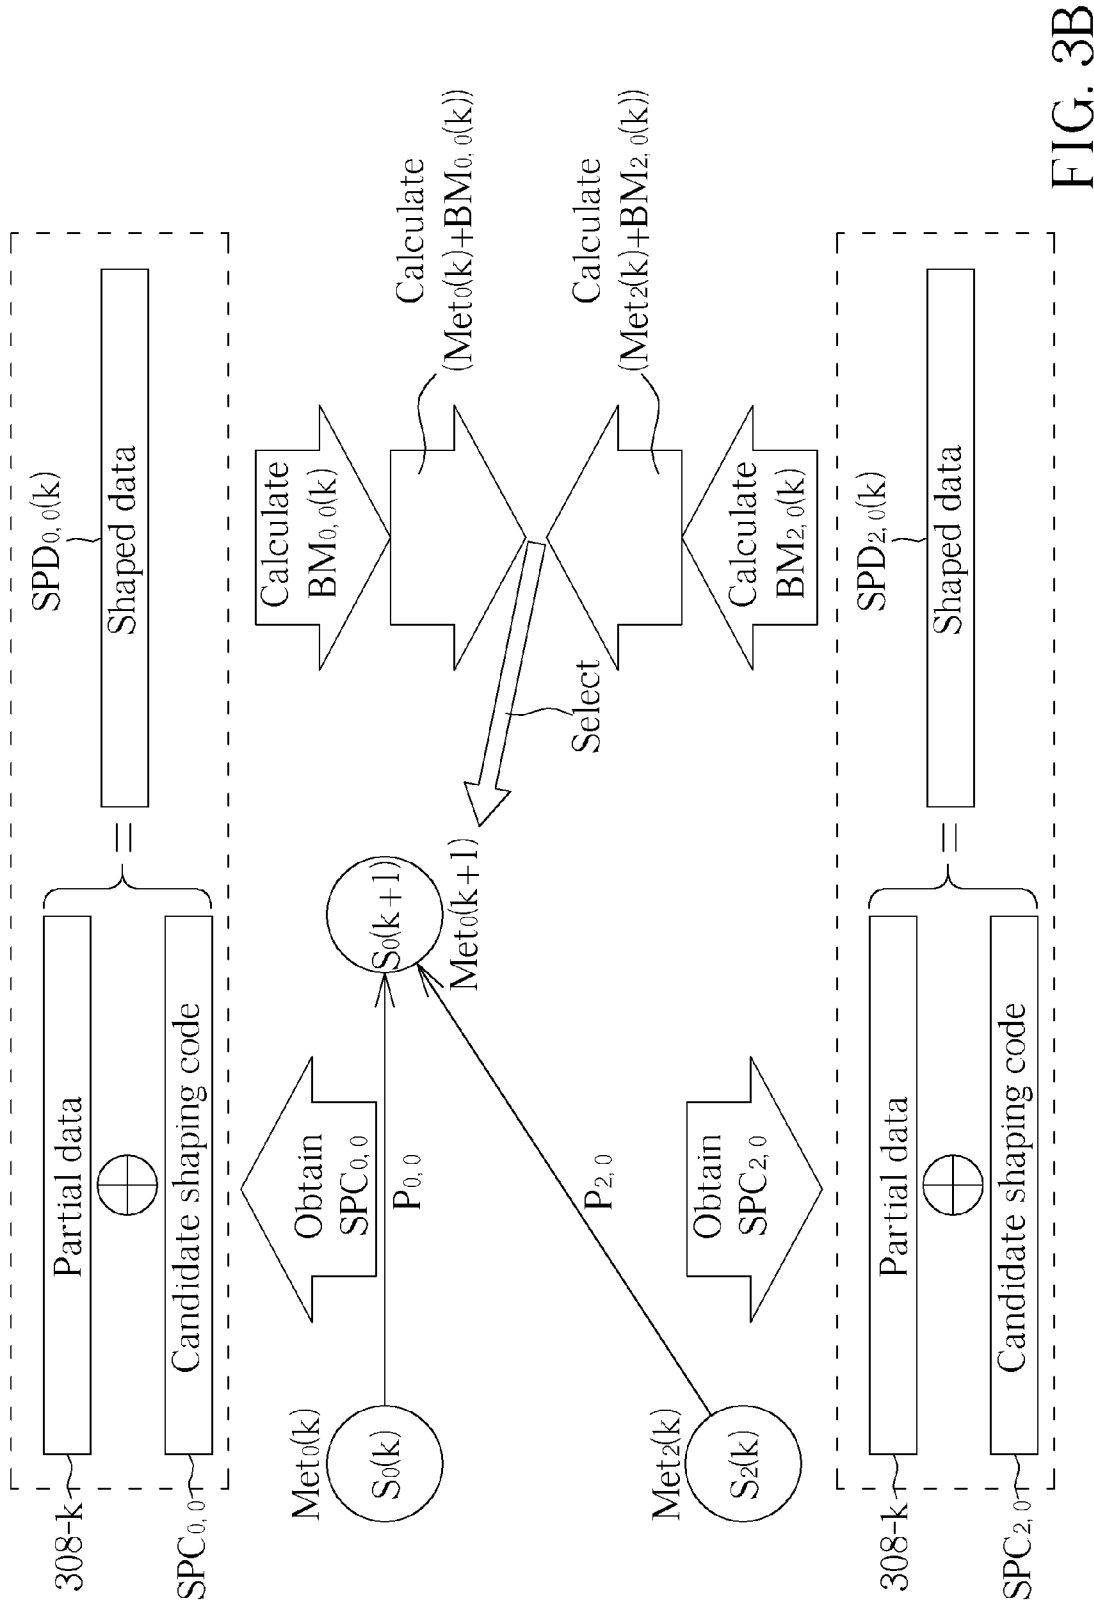 308-k
Partial data
SPC0,0
Candidate shaping code
=
SPD0,0(k)
Shaped data
Obtain
SPC0,0
Calculate
BM0,0(k)
Met0(k)
S0(k)
P0,0
S0(k+1)
Met0(k+1)
Calculate
(Met0(k)+BM0,0(k))
Select
P2,0
Met2(k)
S2(k)
Calculate
(Met2(k)+BM2,0(k))
Obtain
SPC2,0
Calculate
BM2,0(k)
308-k
Partial data
SPC2,0
Candidate shaping code
=
SPD2,0(k)
Shaped data
FIG. 3B